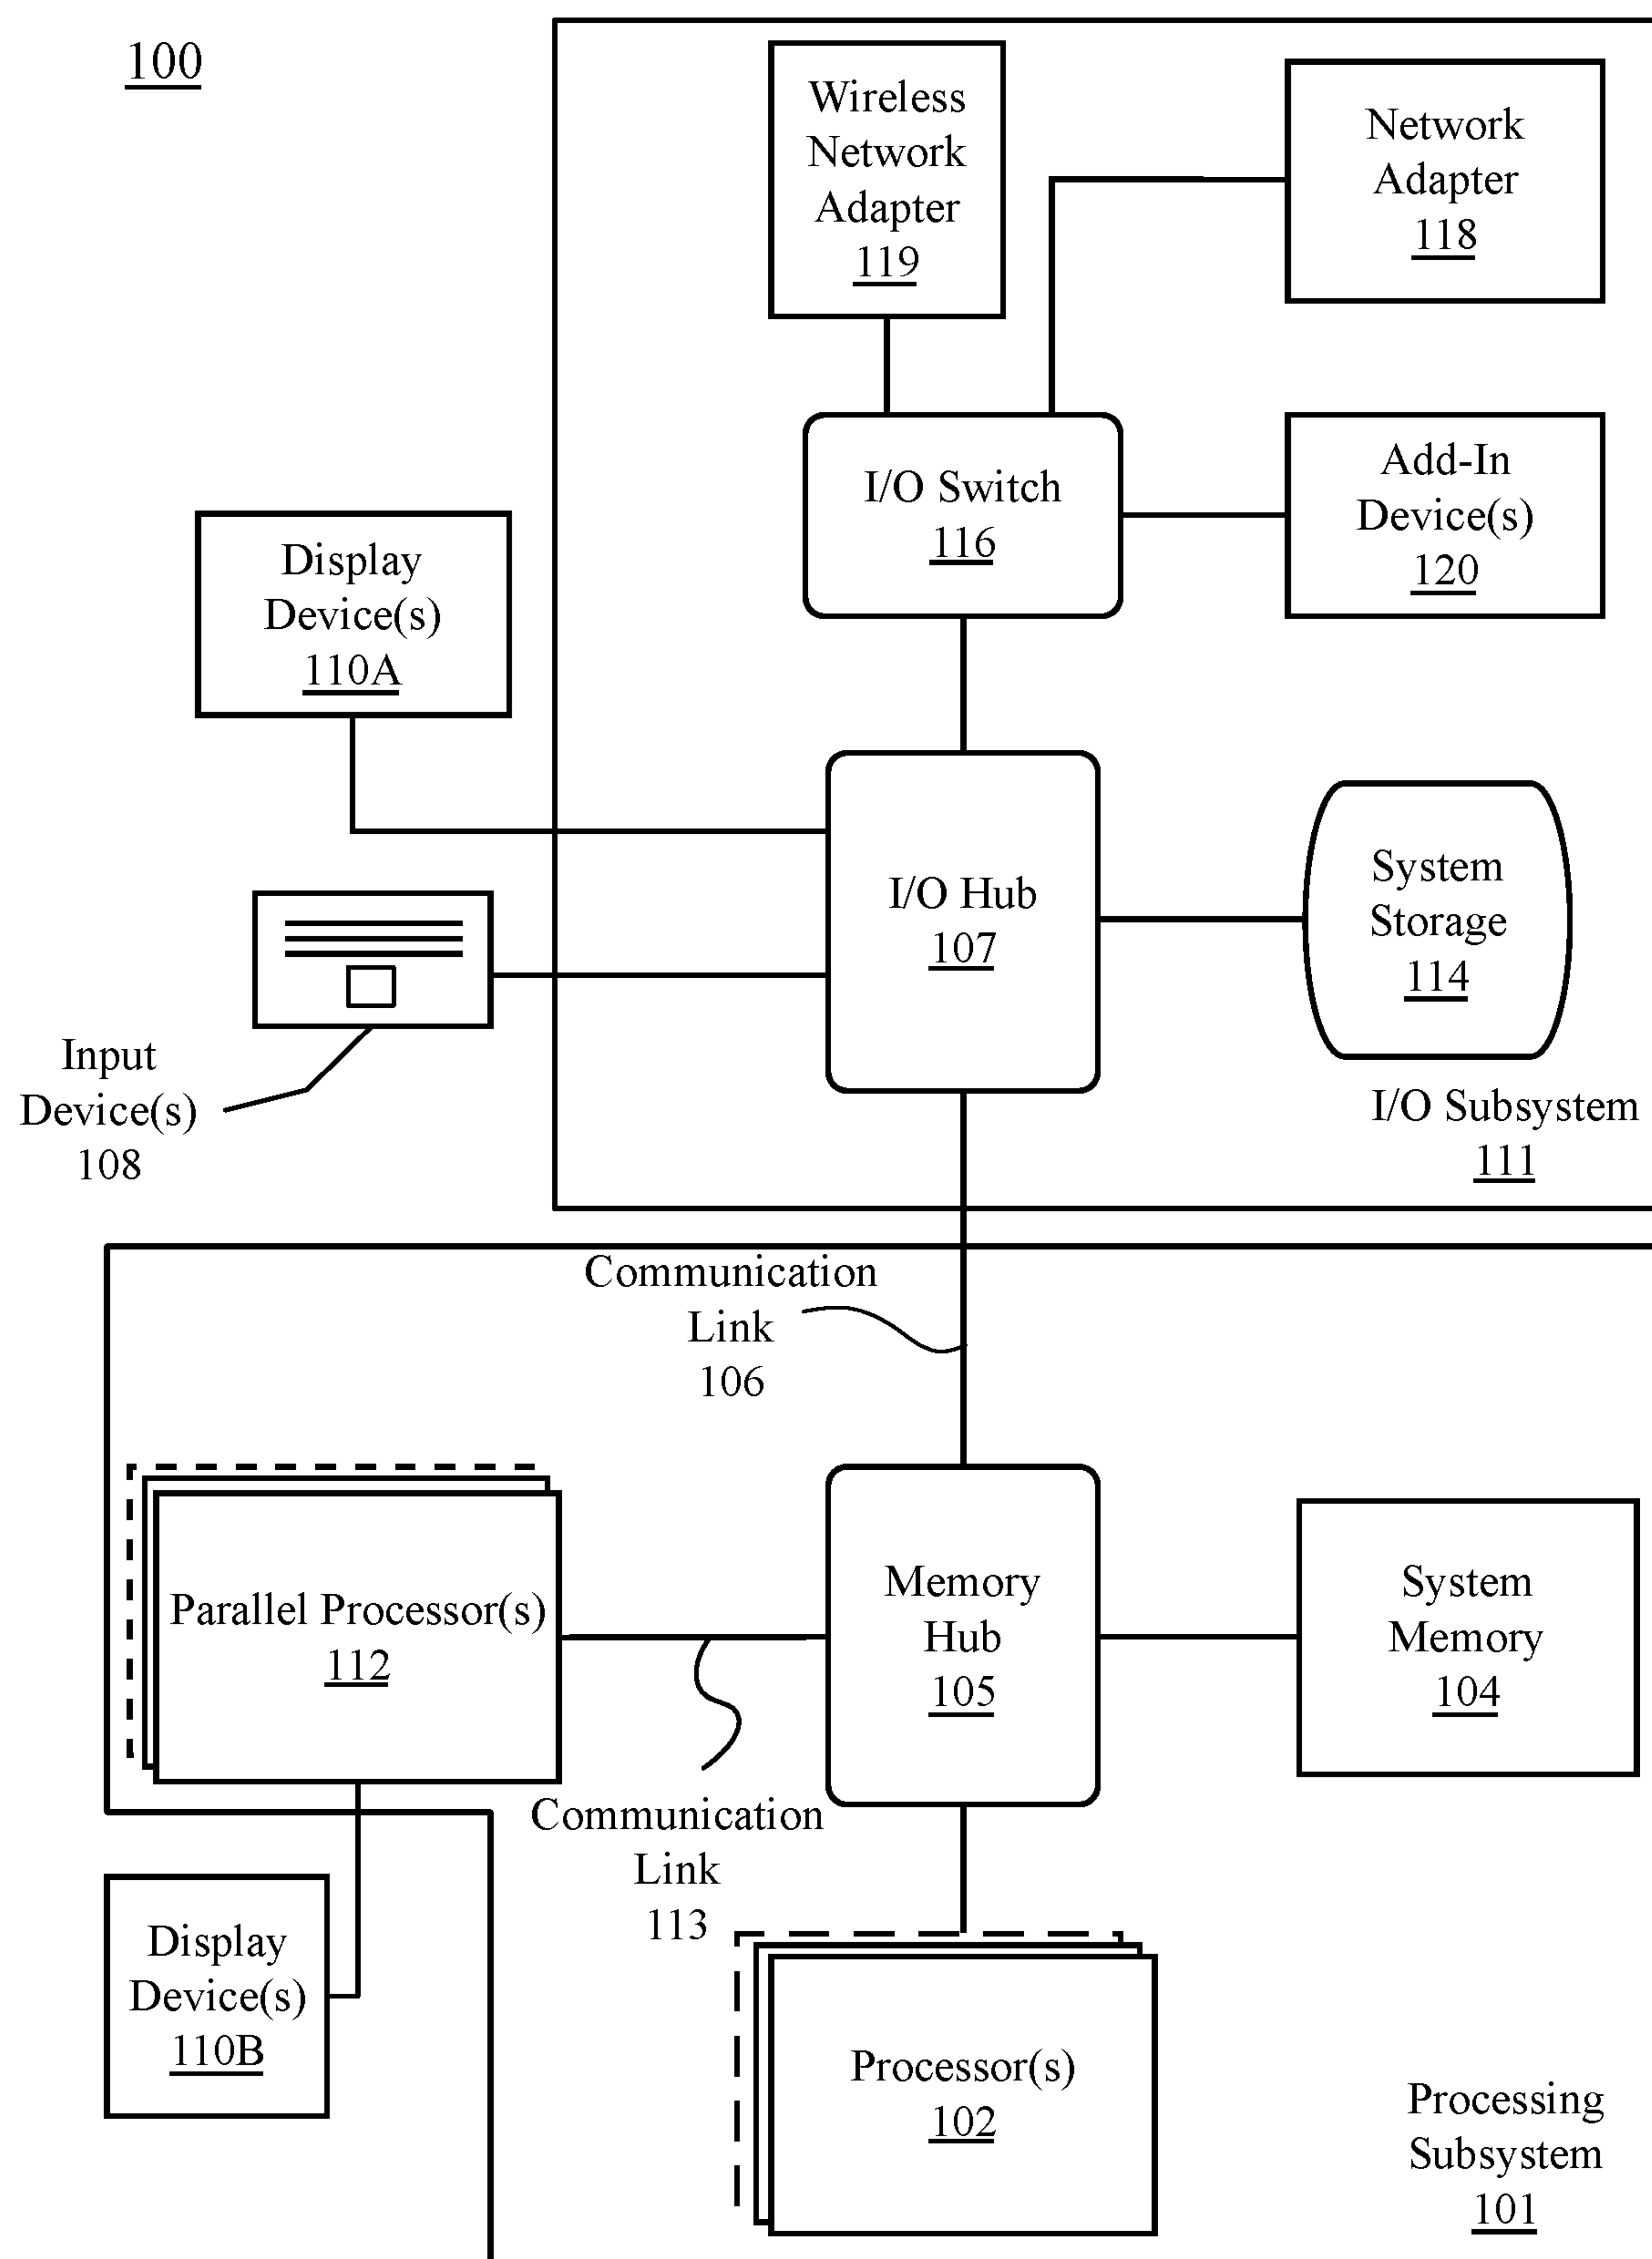 100
Wireless
Network
Adapter
119
Network
Adapter
118
I/O Switch
116
Add-In
Device(s)
120
Display
Device(s)
110A
I/O Hub
107
System
Storage
114
Input
Device(s)
108
I/O Subsystem
111
Communication
Link
106
Parallel Processor(s)
112
Memory
Hub
105
System
Memory
104
Communication
Link
113
Display
Device(s)
110B
Processor(s)
102
Processing
Subsystem
101